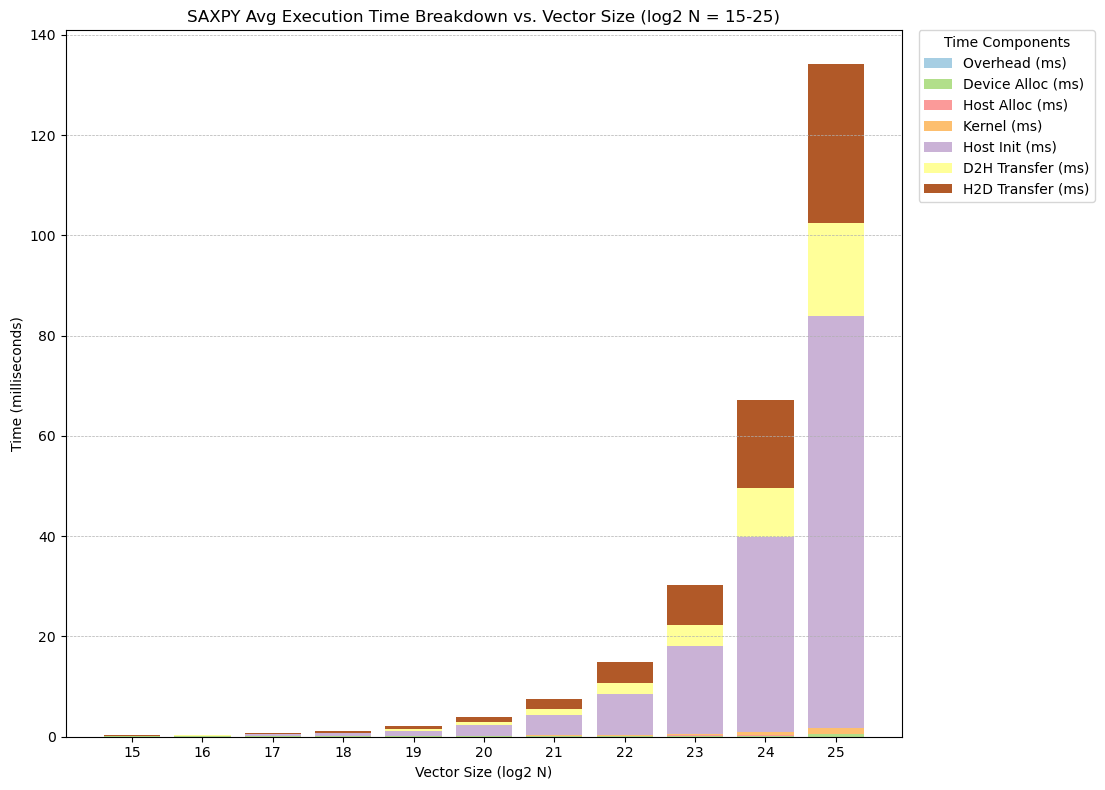 SAXPY Avg Execution Time Breakdown vs. Vector Size (log2 N = 15-25)
Time Components
Overhead (ms)
Device Alloc (ms)
Host Alloc (ms)
Kernel (ms)
Host Init (ms)
D2H Transfer (ms)
H2D Transfer (ms)
Time (milliseconds)
140
120
100
80
60
40
20
0
15 16 17 18 19 20 21 22 23 24 25
Vector Size (log2 N)